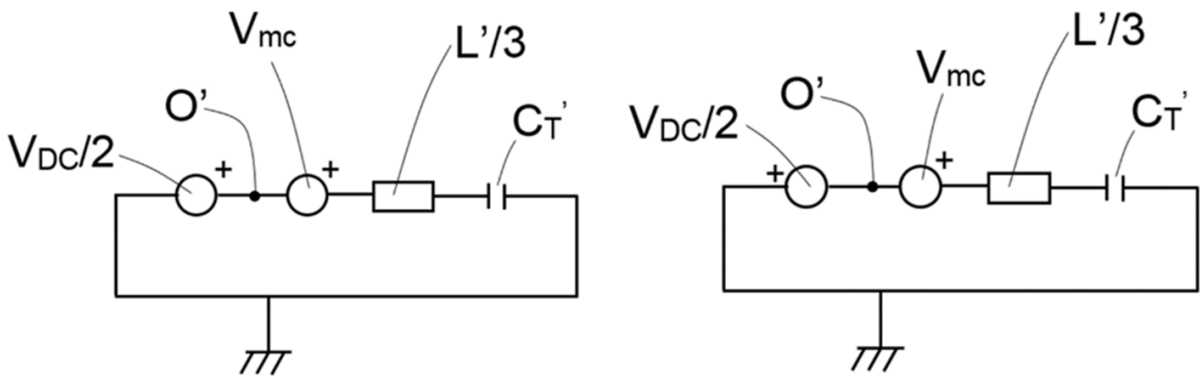 Vmc
L’/3
O’
CT’
VDC/2
+
+
L’/3
Vmc
O’
CT’
VDC/2
+
+